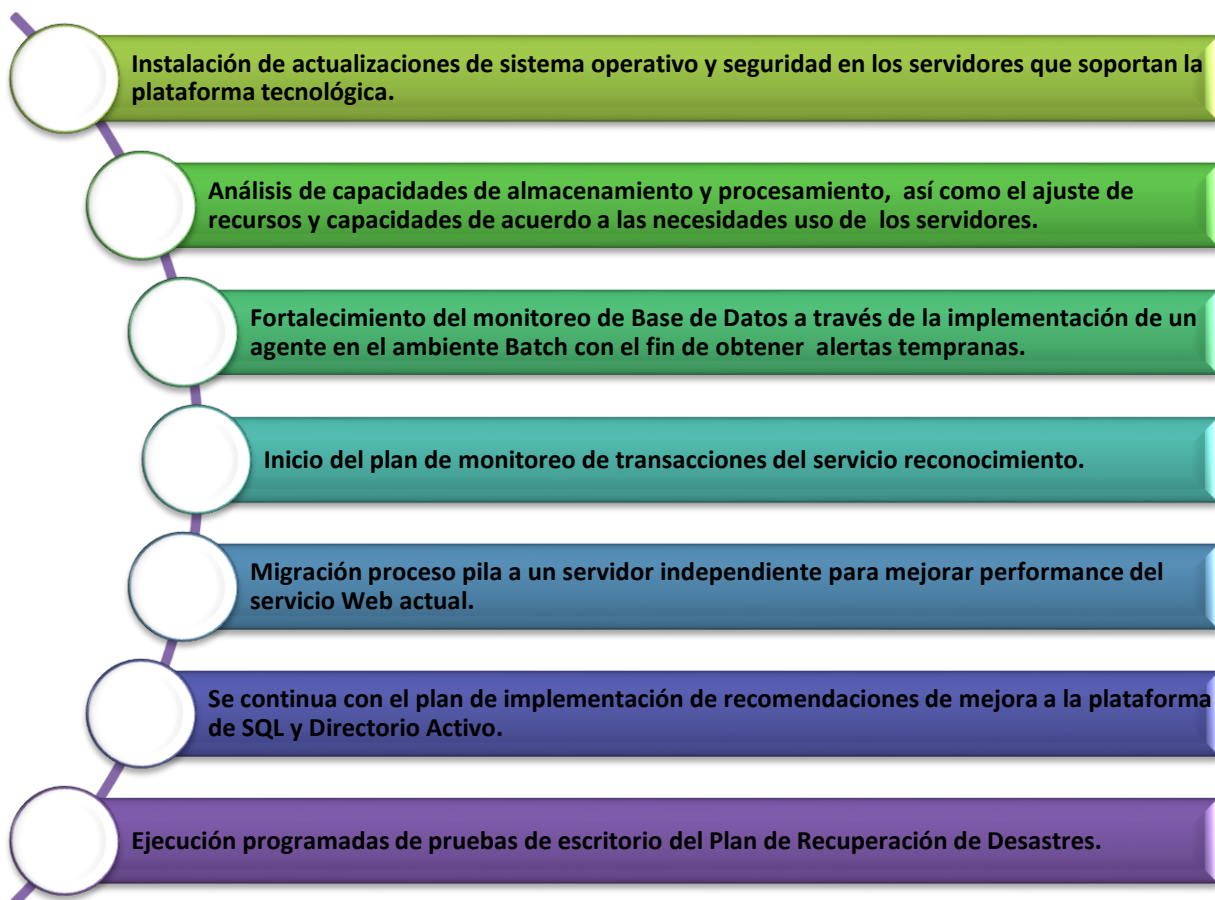 Instalación de actualizaciones de sistema operativo y seguridad en los servidores que soportan la
plataforma tecnológica.
Análisis de capacidades de almacenamiento y procesamiento, así como el ajuste de
recursos y capacidades de acuerdo a las necesidades uso de los servidores.
Fortalecimiento del monitoreo de Base de Datos a través de la implementación de un
agente en el ambiente Batch con el fin de obtener alertas tempranas.
Inicio del plan de monitoreo de transacciones del servicio reconocimiento.
Migración proceso pila a un servidor independiente para mejorar performance del
servicio Web actual.
Se continua con el plan de implementación de recomendaciones de mejora a la plataforma
de SQL y Directorio Activo.
Ejecución programadas de pruebas de escritorio del Plan de Recuperación de Desastres.